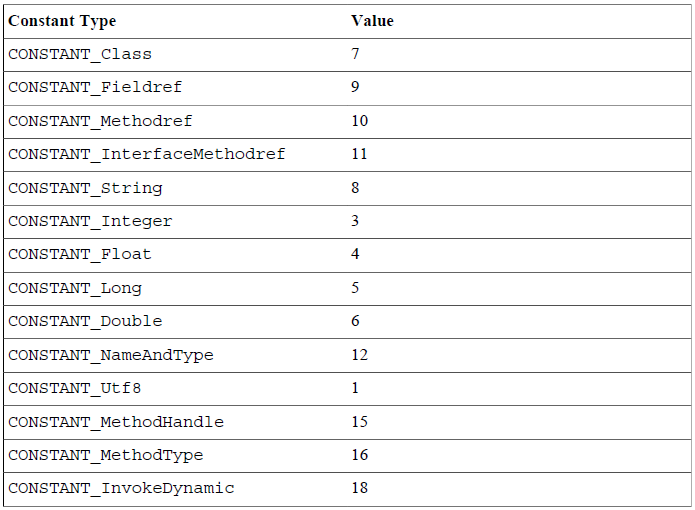 Constant Type Value
CONSTANT_Class 7
CONSTANT_Fieldref 9
CONSTANT_Methodref 10
CONSTANT_InterfaceMethodref 11
CONSTANT_String 8
CONSTANT_Integer 3
CONSTANT_Float 4
CONSTANT_Long 5
CONSTANT_Double 6
CONSTANT_NameAndType 12
CONSTANT_Utf8 1
CONSTANT_MethodHandle 15
CONSTANT_MethodType 16
CONSTANT_InvokeDynamic 18